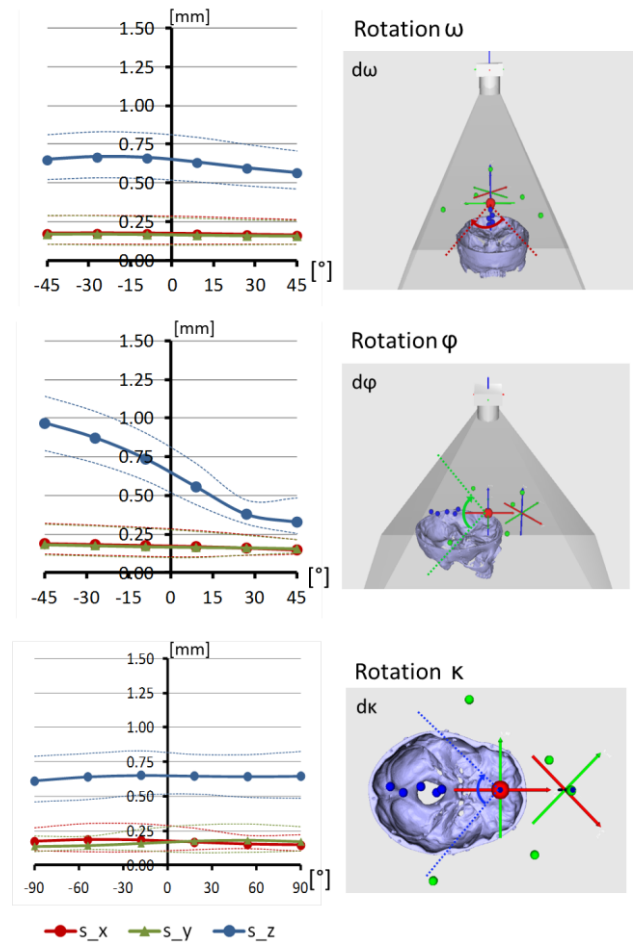 [mm]
1.50
1.25
1.00
0.75
0.50
0.25
0.00
-45 -30 -15 0 15 30 45 [°]
Rotation ω
dω
[mm]
1.50
1.25
1.00
0.75
0.50
0.25
0.00
-45 -30 -15 0 15 30 45 [°]
Rotation φ
dφ
[mm]
1.50
1.25
1.00
0.75
0.50
0.25
0.00
-90 -60 -30 0 30 60 90 [°]
Rotation κ
dκ
s_x s_y s_z